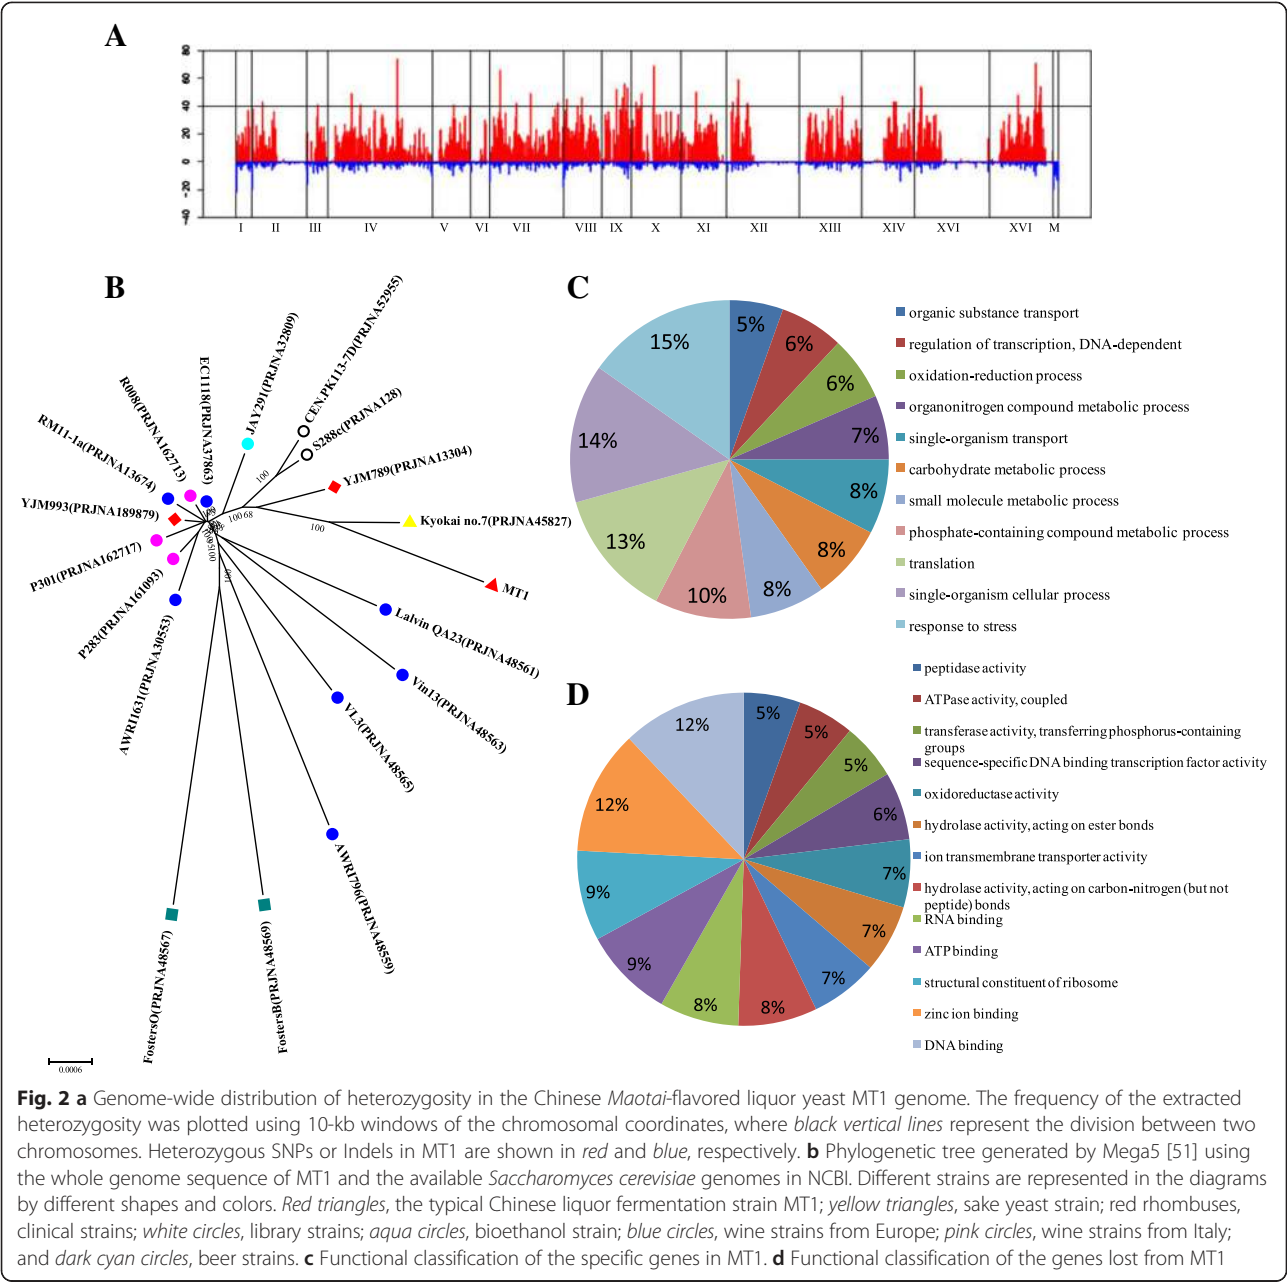 A
80
60
40
20
0
-20
-40
I II III IV V VI VII VIII IX X XI XII XIII XIV XVI XVI M
B
EC1118(PRJNA37863)
R008(PRJNA162713)
RM11-1a(PRJNA13674)
YJM993(PRJNA189879)
P301(PRJNA162717)
P283(PRJNA161093)
AWRI1631(PRJNA30553)
JAY291(PRJNA32809)
CEN.PK113-7D(PRJNA52955)
S288c(PRJNA128)
YJM789(PRJNA13304)
Kyokai no.7(PRJNA45827)
MT1
Lalvin QA23(PRJNA48561)
Vin13(PRJNA48563)
VL3(PRJNA48565)
AWRI796(PRJNA48559)
FostersB(PRJNA48569)
FostersO(PRJNA48567)
100
100 68
100
100
0.0006
C
5%
6%
6%
7%
8%
8%
8%
10%
13%
14%
15%
organic substance transport
regulation of transcription, DNA-dependent
oxidation-reduction process
organonitrogen compound metabolic process
single-organism transport
carbohydrate metabolic process
small molecule metabolic process
phosphate-containing compound metabolic process
translation
single-organism cellular process
response to stress
D
5%
5%
5%
6%
7%
7%
7%
8%
8%
9%
9%
12%
12%
peptidase activity
ATPase activity, coupled
transferase activity, transferring phosphorus-containing
groups
sequence-specific DNA binding transcription factor activity
oxidoreductase activity
hydrolase activity, acting on ester bonds
ion transmembrane transporter activity
hydrolase activity, acting on carbon-nitrogen (but not
peptide) bonds
RNA binding
ATP binding
structural constituent of ribosome
zinc ion binding
DNA binding
Fig. 2 a Genome-wide distribution of heterozygosity in the Chinese Maotai-flavored liquor yeast MT1 genome. The frequency of the extracted
heterozygosity was plotted using 10-kb windows of the chromosomal coordinates, where black vertical lines represent the division between two
chromosomes. Heterozygous SNPs or Indels in MT1 are shown in red and blue, respectively. b Phylogenetic tree generated by Mega5 [51] using
the whole genome sequence of MT1 and the available Saccharomyces cerevisiae genomes in NCBI. Different strains are represented in the diagrams
by different shapes and colors. Red triangles, the typical Chinese liquor fermentation strain MT1; yellow triangles, sake yeast strain; red rhombuses,
clinical strains; white circles, library strains; aqua circles, bioethanol strain; blue circles, wine strains from Europe; pink circles, wine strains from Italy;
and dark cyan circles, beer strains. c Functional classification of the specific genes in MT1. d Functional classification of the genes lost from MT1